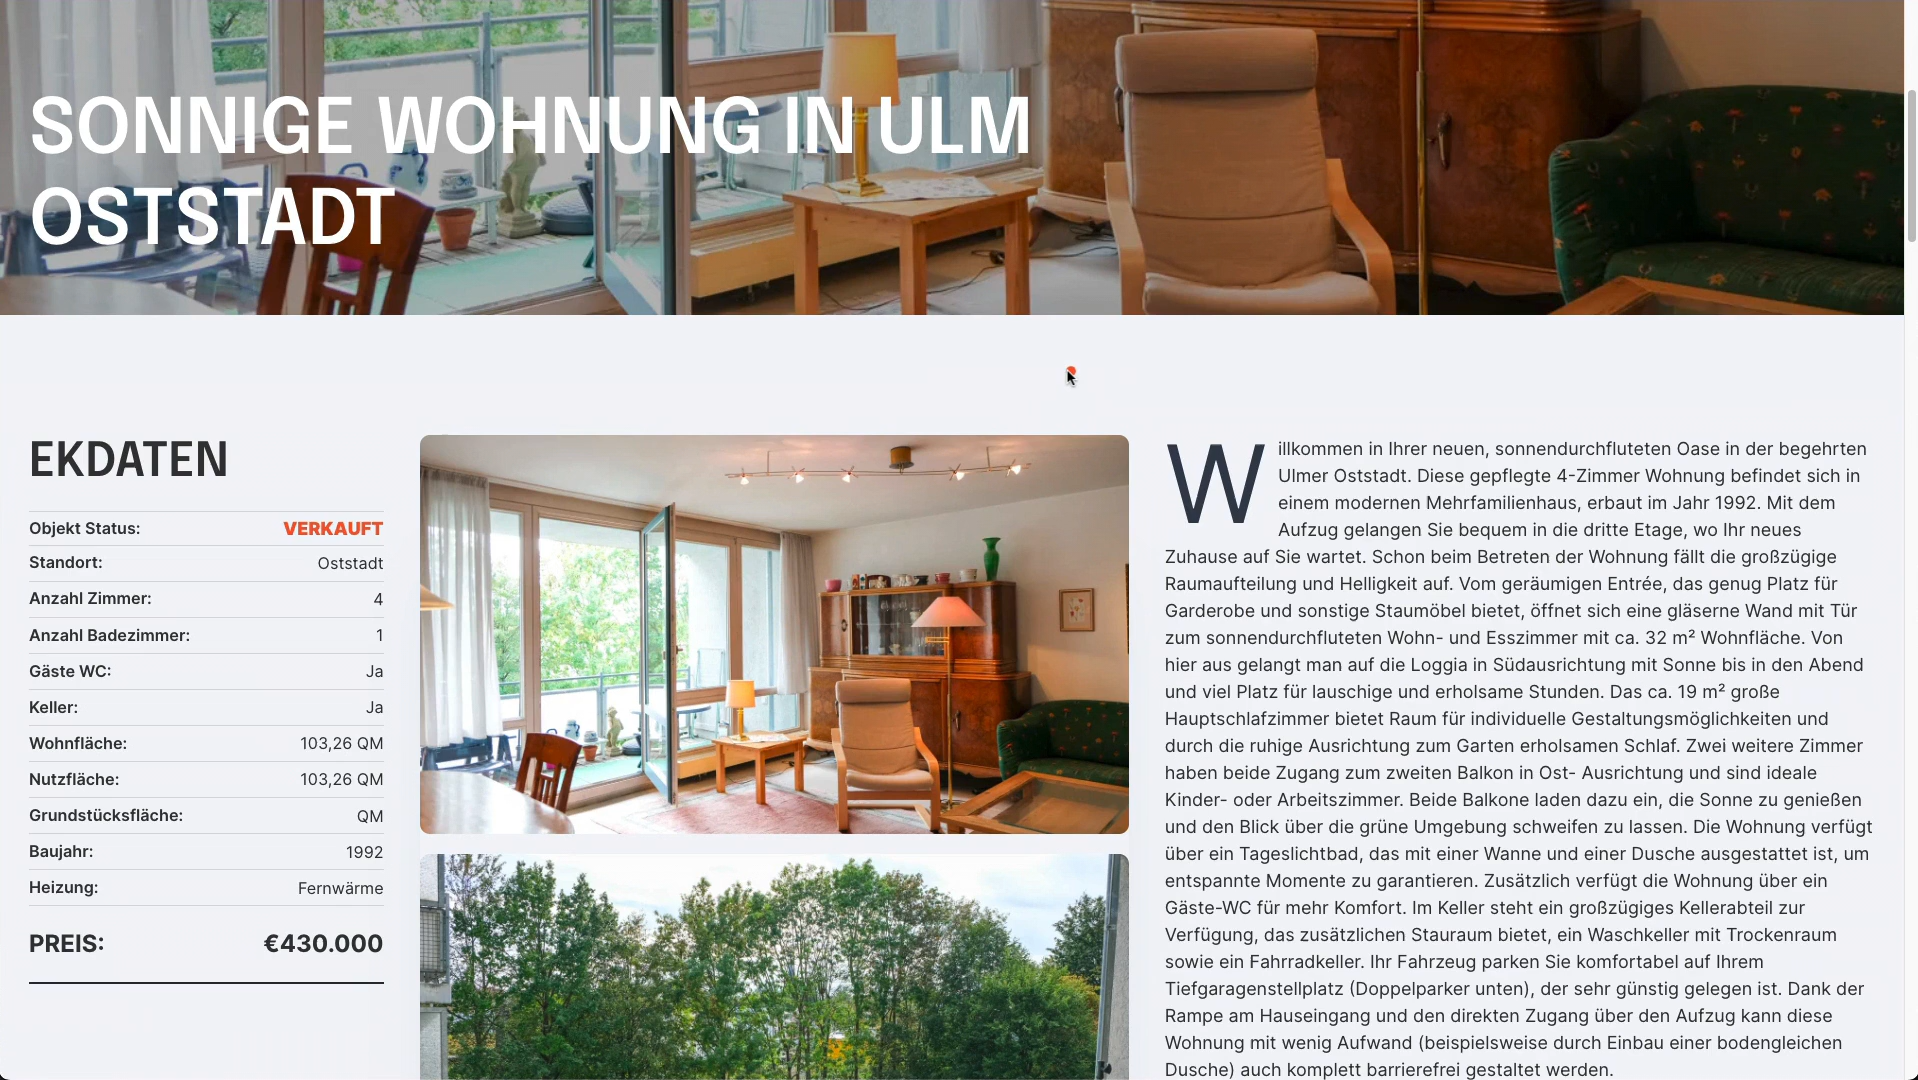 SONNIGE WOHNUNG IN ULM
OSTSTADT
EKDATEN
Objekt Status: VERKAUFT
Standort: Oststadt
Anzahl Zimmer: 4
Anzahl Badezimmer: 1
Gäste WC: Ja
Keller: Ja
Wohnfläche: 103,26 QM
Nutzfläche: 103,26 QM
Grundstücksfläche: QM
Baujahr: 1992
Heizung: Fernwärme
PREIS: €430.000
Willkommen in Ihrer neuen, sonnendurchfluteten Oase in der begehrten
Ulmer Oststadt. Diese gepflegte 4-Zimmer Wohnung befindet sich in
einem modernen Mehrfamilienhaus, erbaut im Jahr 1992. Mit dem
Aufzug gelangen Sie bequem in die dritte Etage, wo Ihr neues
Zuhause auf Sie wartet. Schon beim Betreten der Wohnung fällt die großzügige
Raumaufteilung und Helligkeit auf. Vom geräumigen Entrée, das genug Platz für
Garderobe und sonstige Staumöbel bietet, öffnet sich eine gläserne Wand mit Tür
zum sonnendurchfluteten Wohn- und Esszimmer mit ca. 32 m² Wohnfläche. Von
hier aus gelangt man auf die Loggia in Südausrichtung mit Sonne bis in den Abend
und viel Platz für lauschige und erholsame Stunden. Das ca. 19 m² große
Hauptschlafzimmer bietet Raum für individuelle Gestaltungsmöglichkeiten und
durch die ruhige Ausrichtung zum Garten erholsamen Schlaf. Zwei weitere Zimmer
haben beide Zugang zum zweiten Balkon in Ost- Ausrichtung und sind ideale
Kinder- oder Arbeitszimmer. Beide Balkone laden dazu ein, die Sonne zu genießen
und den Blick über die grüne Umgebung schweifen zu lassen. Die Wohnung verfügt
über ein Tageslichtbad, das mit einer Wanne und einer Dusche ausgestattet ist, um
entspannte Momente zu garantieren. Zusätzlich verfügt die Wohnung über ein
Gäste-WC für mehr Komfort. Im Keller steht ein großzügiges Kellerabteil zur
Verfügung, das zusätzlichen Stauraum bietet, ein Waschkeller mit Trockenraum
sowie ein Fahrradkeller. Ihr Fahrzeug parken Sie komfortabel auf Ihrem
Tiefgaragenstellplatz (Doppelparker unten), der sehr günstig gelegen ist. Dank der
Rampe am Hauseingang und den direkten Zugang über den Aufzug kann diese
Wohnung mit wenig Aufwand (beispielsweise durch Einbau einer bodengleichen
Dusche) auch komplett barrierefrei gestaltet werden.